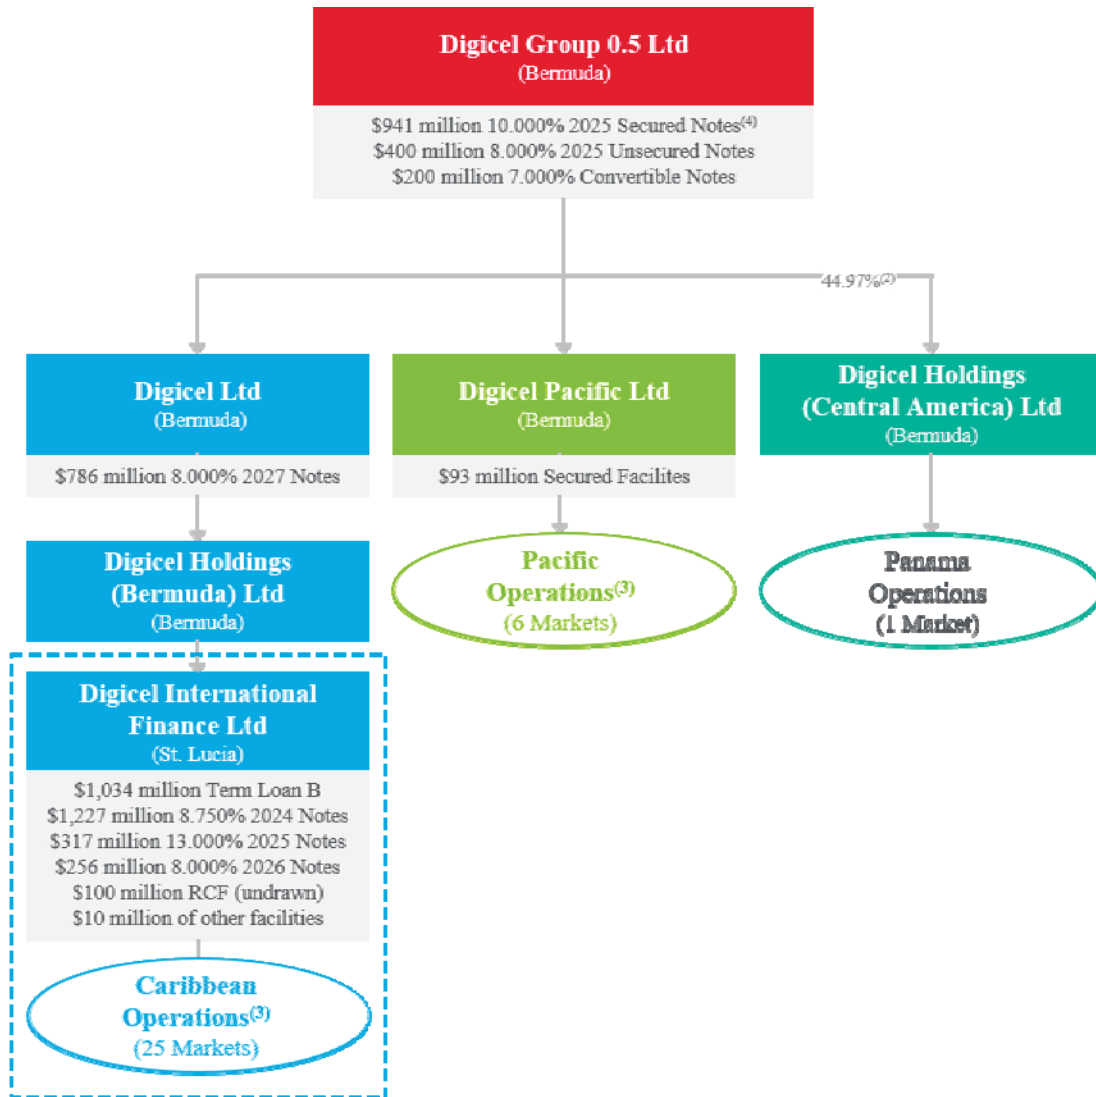 Digicel Group 0.5 Ltd
(Bermuda)
$941 million 10.000% 2025 Secured Notes(4)
$400 million 8.000% 2025 Unsecured Notes
$200 million 7.000% Convertible Notes
44.97%(2)
Digicel Ltd
(Bermuda)
$786 million 8.000% 2027 Notes
Digicel Pacific Ltd
(Bermuda)
$93 million Secured Facilites
Digicel Holdings
(Central America) Ltd
(Bermuda)
Digicel Holdings
(Bermuda) Ltd
(Bermuda)
Pacific
Operations(3)
(6 Markets)
Panama
Operations
(1 Market)
Digicel International
Finance Ltd
(St. Lucia)
$1,034 million Term Loan B
$1,227 million 8.750% 2024 Notes
$317 million 13.000% 2025 Notes
$256 million 8.000% 2026 Notes
$100 million RCF (undrawn)
$10 million of other facilities
Caribbean
Operations(3)
(25 Markets)